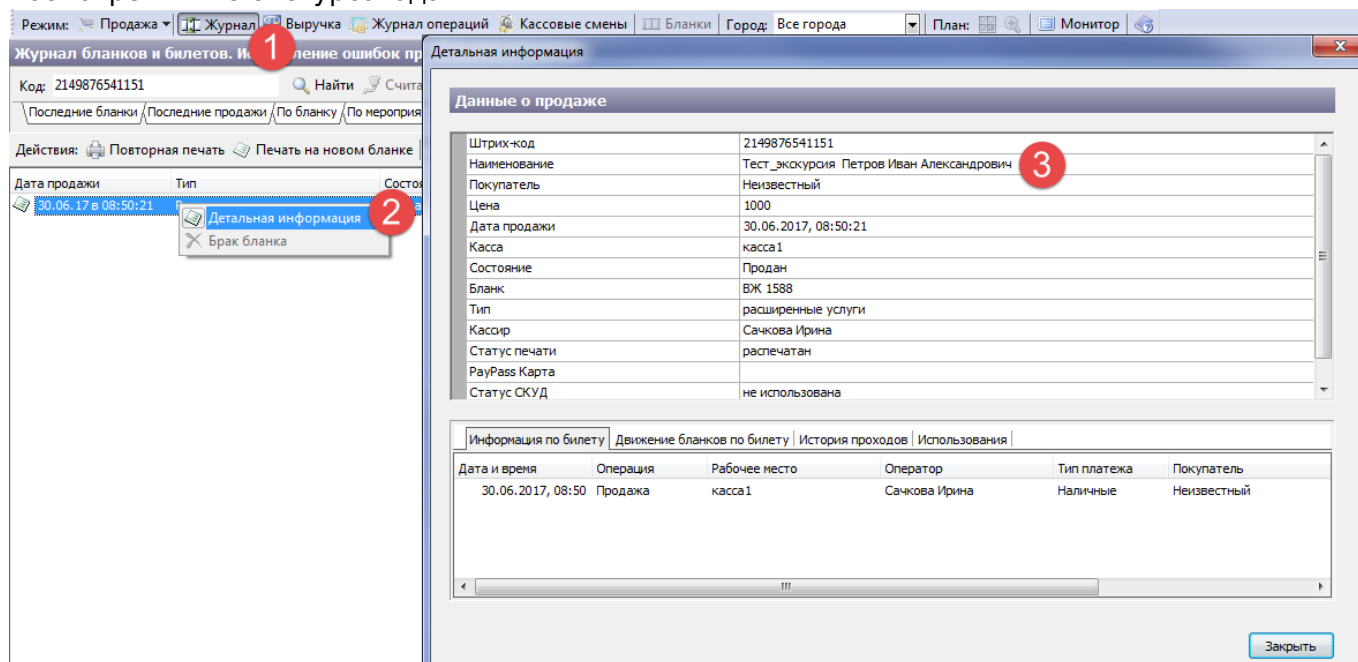 Режим: Продажа Журнал Выручка Журнал операций Кассовые смены Бланки Город: Все города План: Монитор
1
Журнал бланков и билетов. ошибок пр
Код: 2149876541151 Найти Счита
Последние бланки Последние продажи По бланку По мероприя
Действия: Повторная печать Печать на новом бланке
Дата продажи Тип Состоя
30.06.17 в 08:50:21
Детальная информация
2
Брак бланка
Детальная информация
Данные о продаже
Штрих-код 2149876541151
Наименование Тест_экскурсия Петров Иван Александрович
3
Покупатель Неизвестный
Цена 1000
Дата продажи 30.06.2017, 08:50:21
Касса касса1
Состояние Продан
Бланк ВЖ 1588
Тип расширенные услуги
Кассир Сачкова Ирина
Статус печати распечатан
PayPass Карта
Статус СКУД не использована
Информация по билету Движение бланков по билету История проходов Использования
Дата и время Операция Рабочее место Оператор Тип платежа Покупатель
30.06.2017, 08:50 Продажа касса1 Сачкова Ирина Наличные Неизвестный
Закрыть